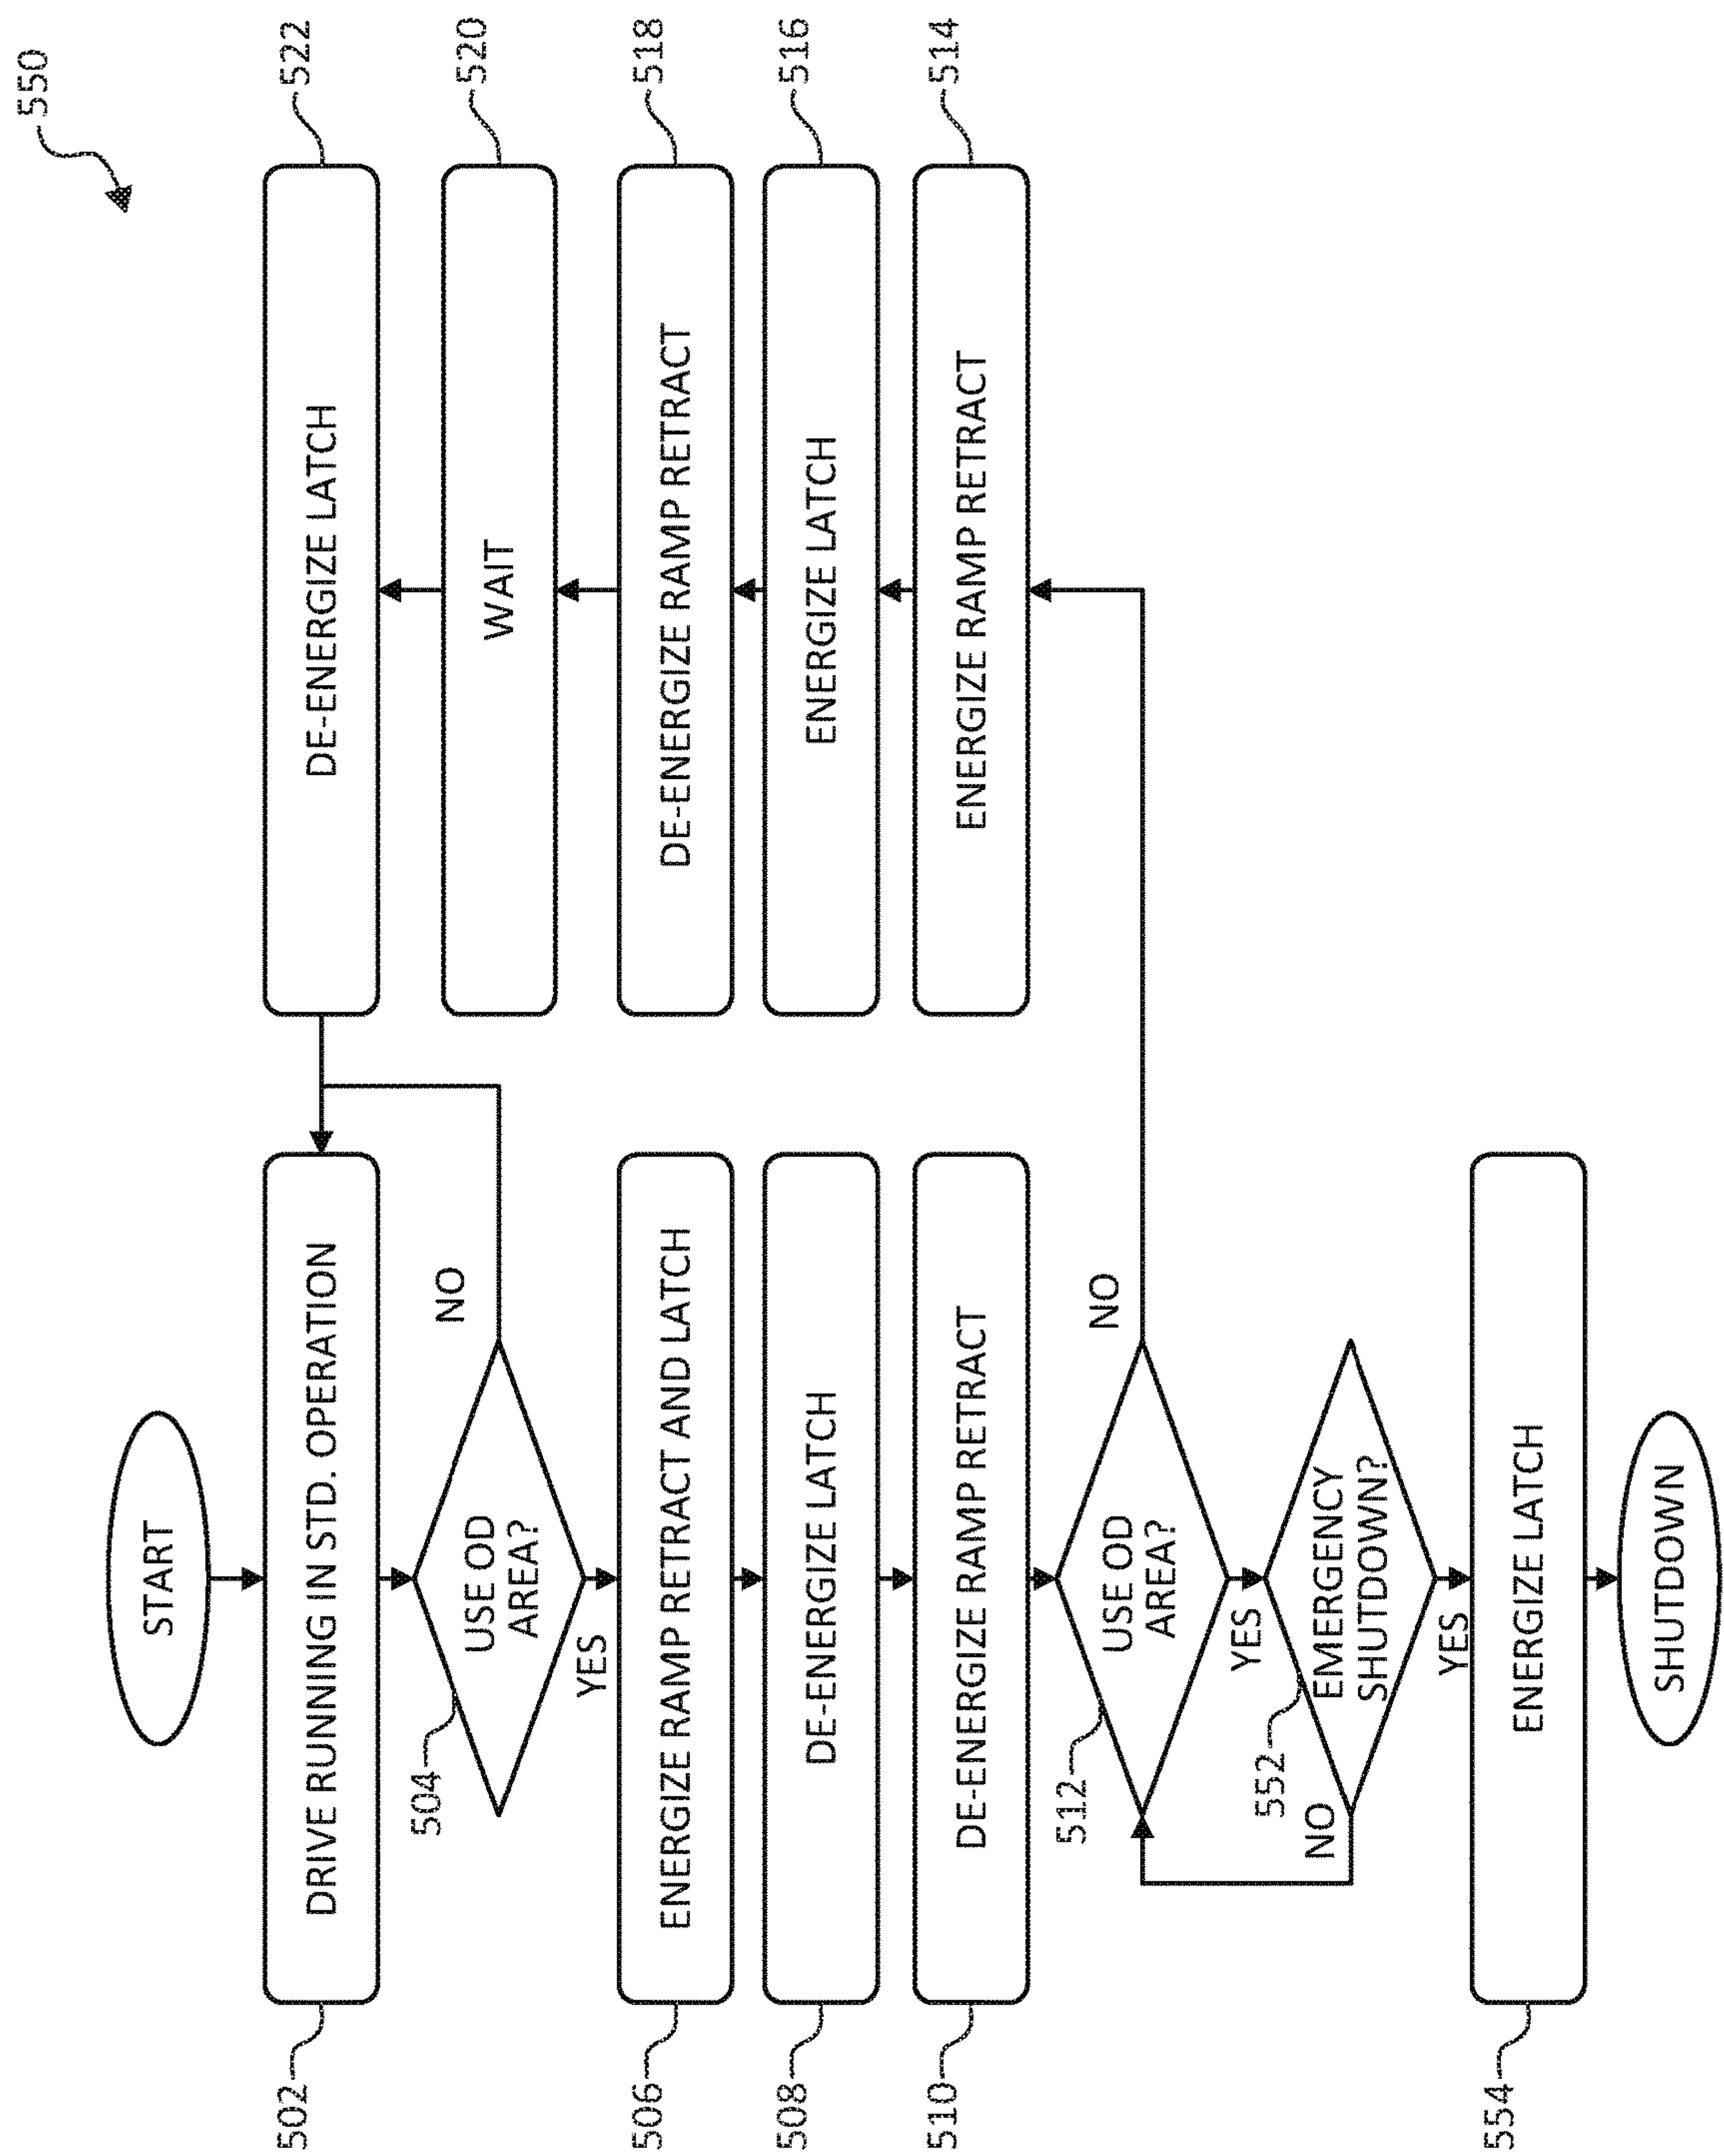 550
START
502
DRIVE RUNNING IN STD. OPERATION
DE-ENERGIZE LATCH
522
504
USE OD
AREA?
NO
YES
WAIT
520
506
ENERGIZE RAMP RETRACT AND LATCH
DE-ENERGIZE RAMP RETRACT
518
508
DE-ENERGIZE LATCH
ENERGIZE LATCH
516
510
DE-ENERGIZE RAMP RETRACT
ENERGIZE RAMP RETRACT
514
512
USE OD
AREA?
NO
YES
552
EMERGENCY
SHUTDOWN?
NO
YES
554
ENERGIZE LATCH
SHUTDOWN